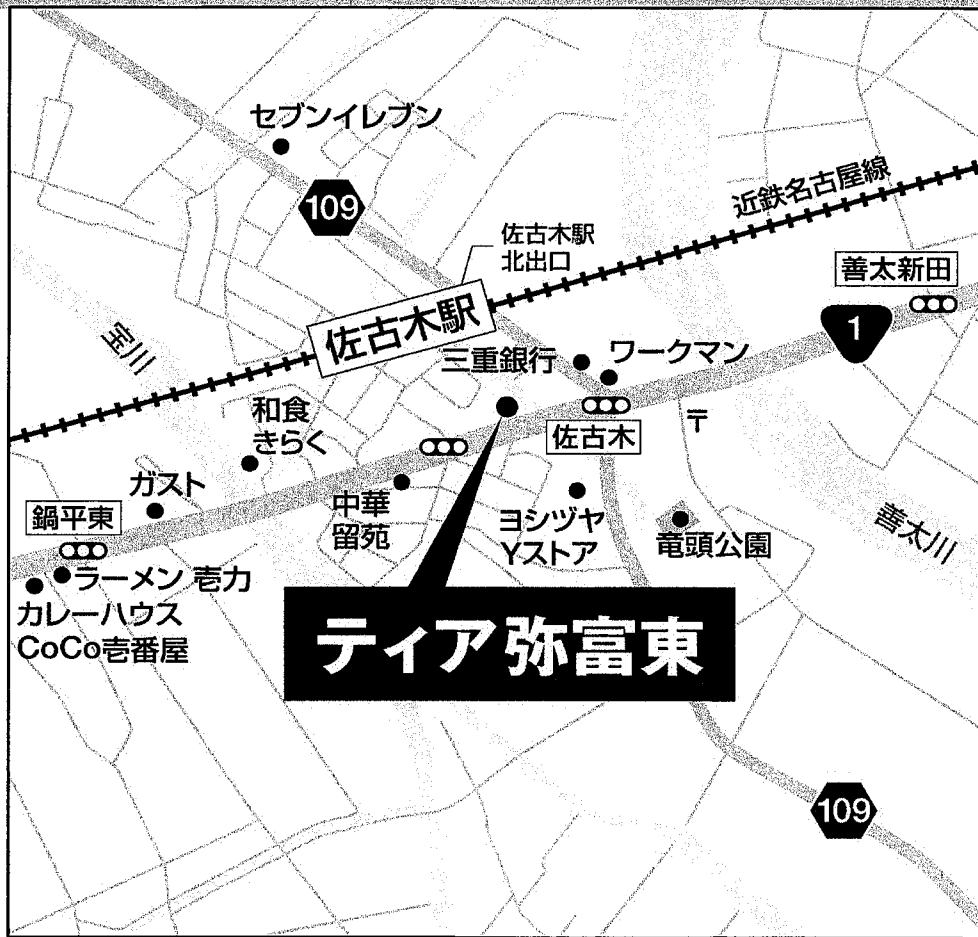 セブンイレブン
109
近鉄名古屋線
佐古木駅
北出口
善太新田
1
宝川
佐古木駅
三重銀行
ワークマン
和食
きらく
佐古木
〒
ガスト
鍋平東
中華
留苑
ヨシヅヤ
Yストア
竜頭公園
善太川
ラーメン 壱力
カレーハウス
CoCo壱番屋
ティア 弥富東
109